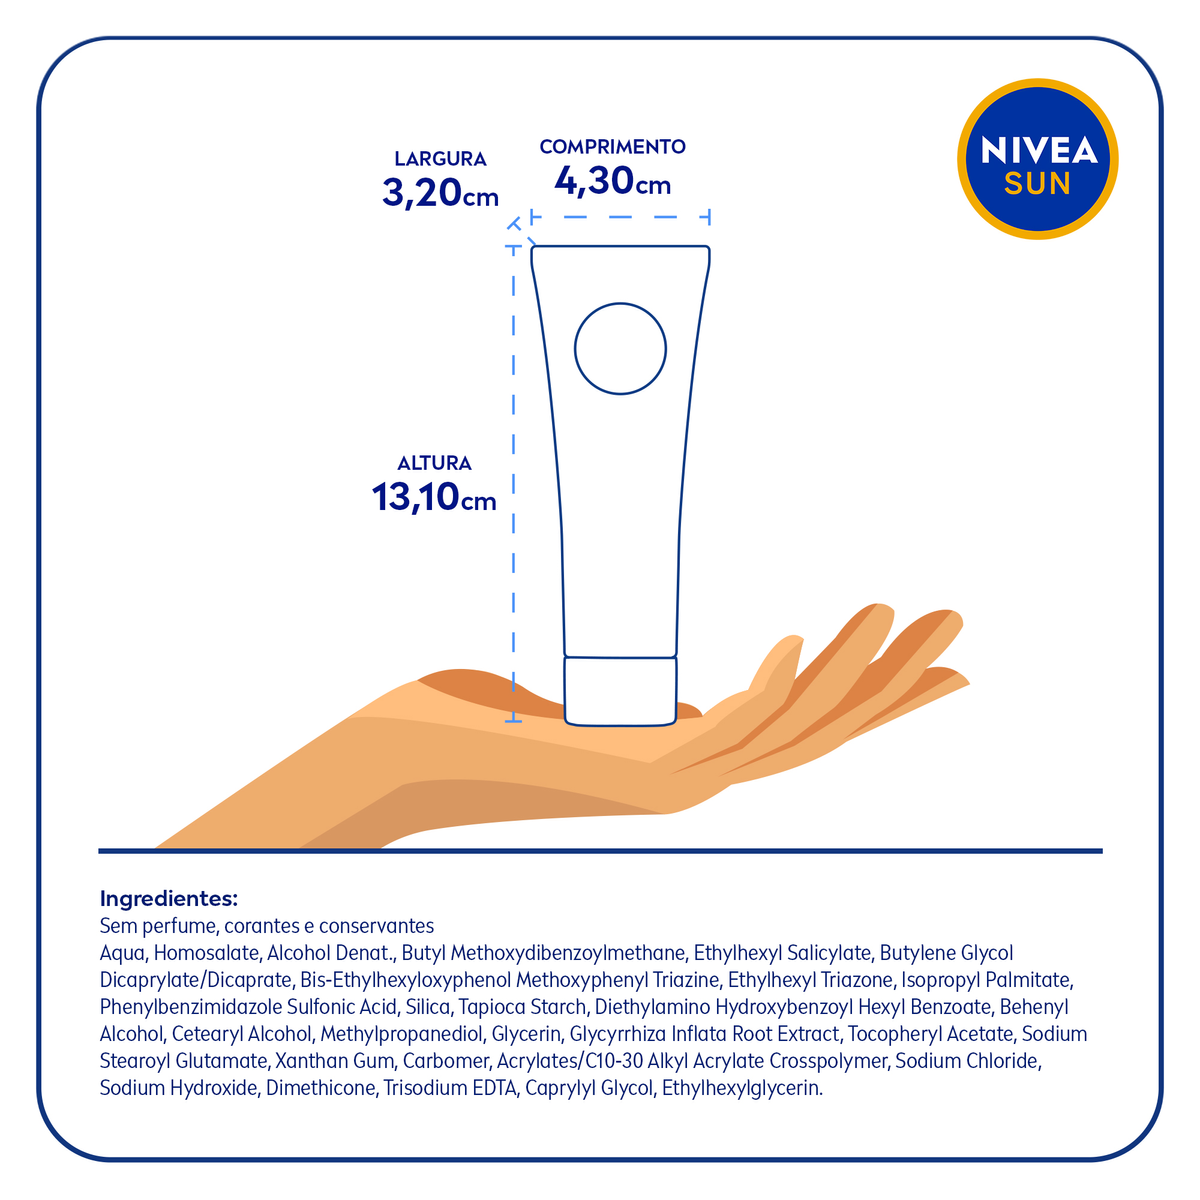 LARGURA
3,20cm
COMPRIMENTO
4,30cm
NIVEA
SUN
ALTURA
13,10cm
Ingredientes:
Sem perfume, corantes e conservantes
Aqua, Homosalate, Alcohol Denat., Butyl Methoxydibenzoylmethane, Ethylhexyl Salicylate, Butylene Glycol
Dicaprylate/Dicaprate, Bis-Ethylhexyloxyphenol Methoxyphenyl Triazine, Ethylhexyl Triazone, Isopropyl Palmitate,
Phenylbenzimidazole Sulfonic Acid, Silica, Tapioca Starch, Diethylamino Hydroxybenzoyl Hexyl Benzoate, Behenyl
Alcohol, Cetearyl Alcohol, Methylpropanediol, Glycerin, Glycyrrhiza Inflata Root Extract, Tocopheryl Acetate, Sodium
Stearoyl Glutamate, Xanthan Gum, Carbomer, Acrylates/C10-30 Alkyl Acrylate Crosspolymer, Sodium Chloride,
Sodium Hydroxide, Dimethicone, Trisodium EDTA, Caprylyl Glycol, Ethylhexylglycerin.